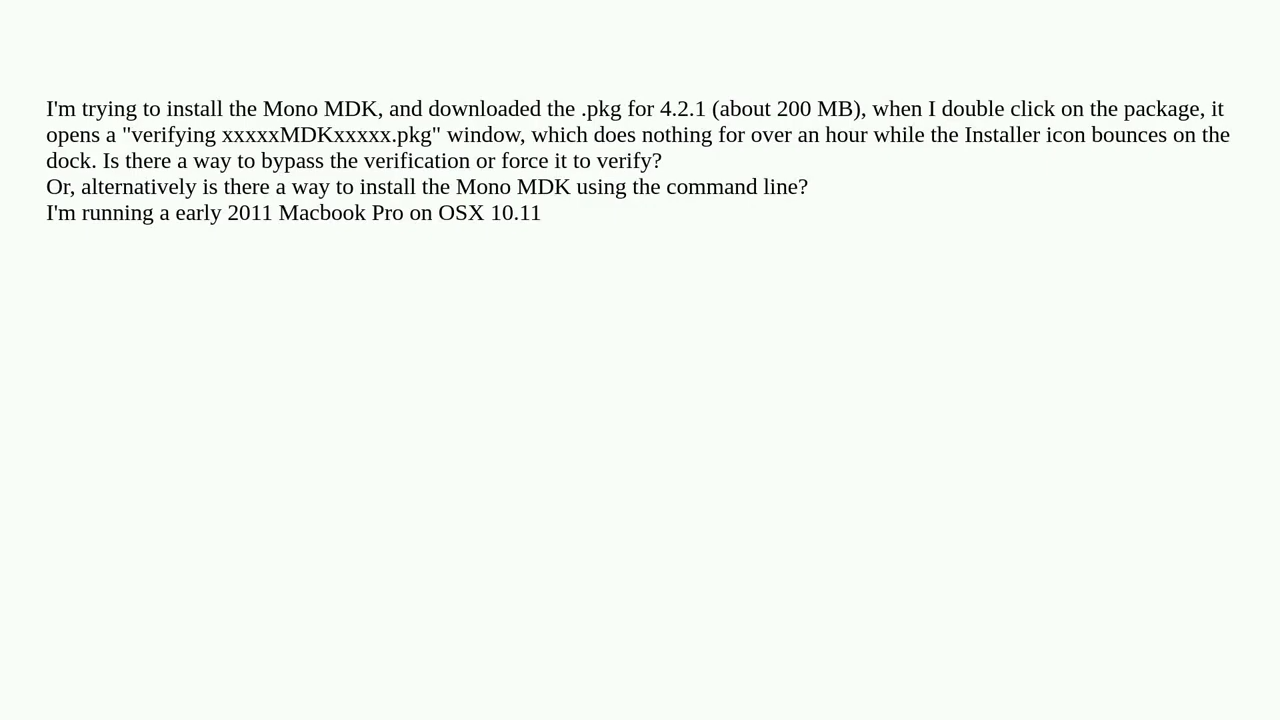 I'm trying to install the Mono MDK, and downloaded the .pkg for 4.2.1 (about 200 MB), when I double click on the package, it
opens a "verifying xxxxxMDKxxxxx.pkg" window, which does nothing for over an hour while the Installer icon bounces on the
dock. Is there a way to bypass the verification or force it to verify?
Or, alternatively is there a way to install the Mono MDK using the command line?
I'm running a early 2011 Macbook Pro on OSX 10.11